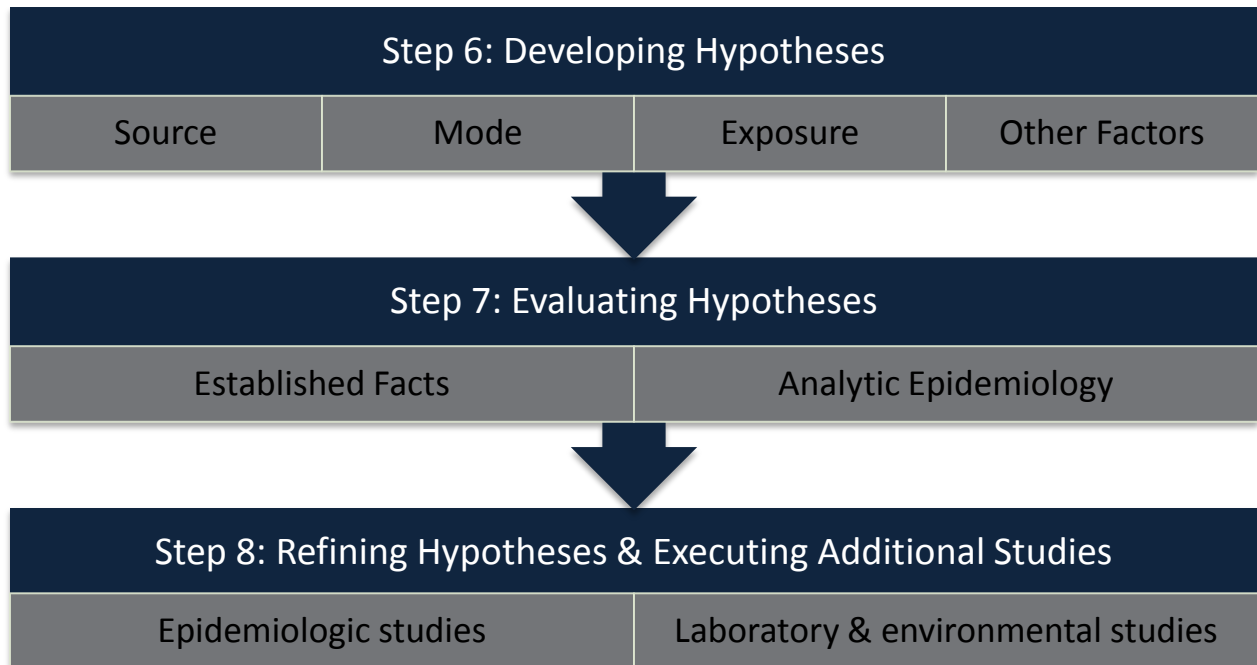 Step 6: Developing Hypotheses
Source
Mode
Exposure
Other Factors
Step 7: Evaluating Hypotheses
Established Facts
Analytic Epidemiology
Step 8: Refining Hypotheses & Executing Additional Studies
Epidemiologic studies
Laboratory & environmental studies